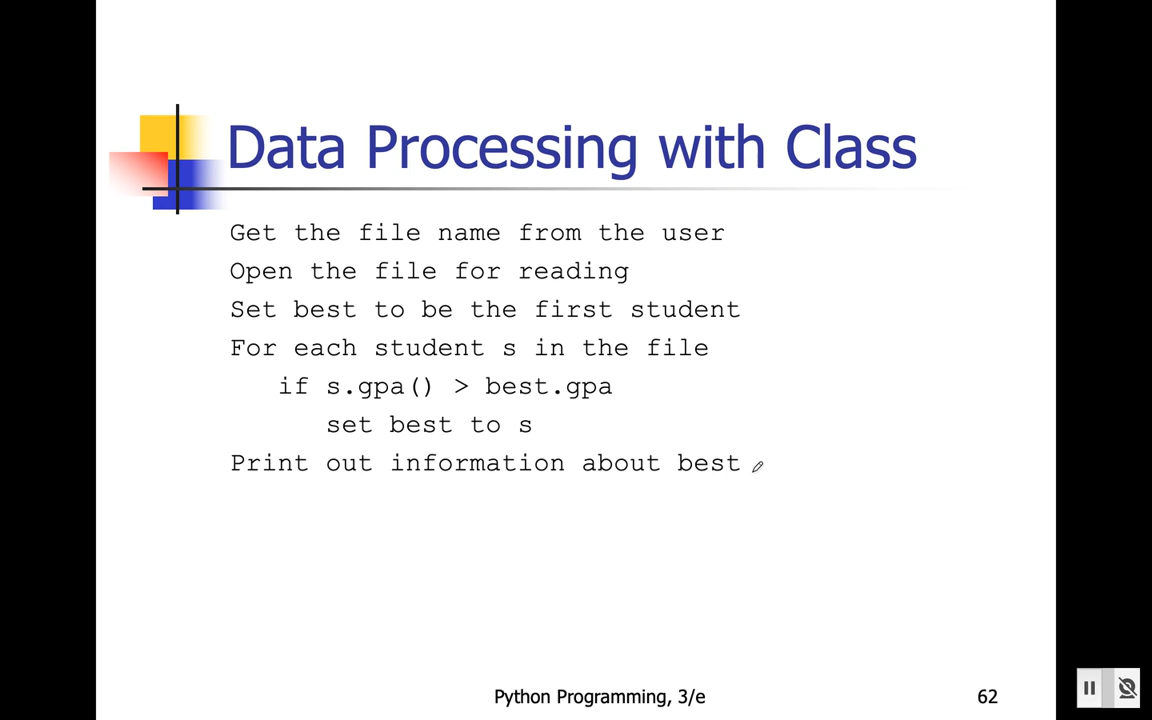 Data Processing with Class
Get the file name from the user
Open the file for reading
Set best to be the first student
For each student s in the file
   if s.gpa() > best.gpa
      set best to s
Print out information about best
Python Programming, 3/e
62